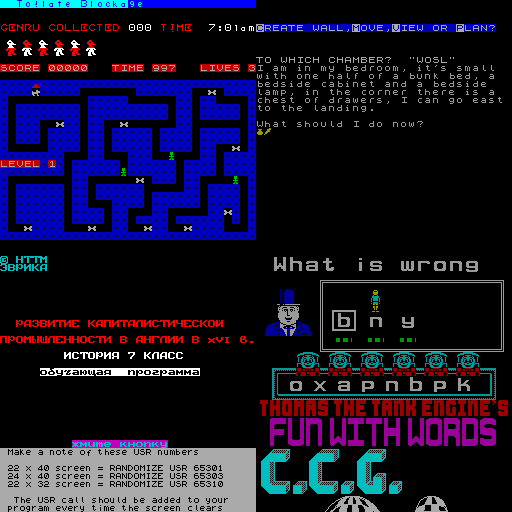 Tollgate Blockage
GENRU COLLECTED 000 TIME 7:01am
SCORE 00000 TIME 997 LIVES 3
LEVEL 1
CREATE WALL,MOVE,VIEW OR PLAN?
TO WHICH CHAMBER? "WOSL"
I am in my bedroom, it's small
with one half of a bunk bed, a
bedside cabinet and a bedside
lamp, in the corner there is a
chest of drawers, I can go east
to the landing.
What should I do now?
© НТТМ
ЭВРИКА
РАЗВИТИЕ КАПИТАЛИСТИЧЕСКОЙ
ПРОМЫШЛЕННОСТИ В АНГЛИИ В XVI В.
ИСТОРИЯ 7 КЛАСС
обучающая программа
жмите кнопку
Make a note of these USR numbers
22 x 40 screen = RANDOMIZE USR 65301
24 x 40 screen = RANDOMIZE USR 65303
22 x 32 screen = RANDOMIZE USR 65310
The USR call should be added to your
program every time the screen clears
What is wrong
b n y
o x a p n b p k
THOMAS THE TANK ENGINE'S
FUN WITH WORDS
C.C.G.